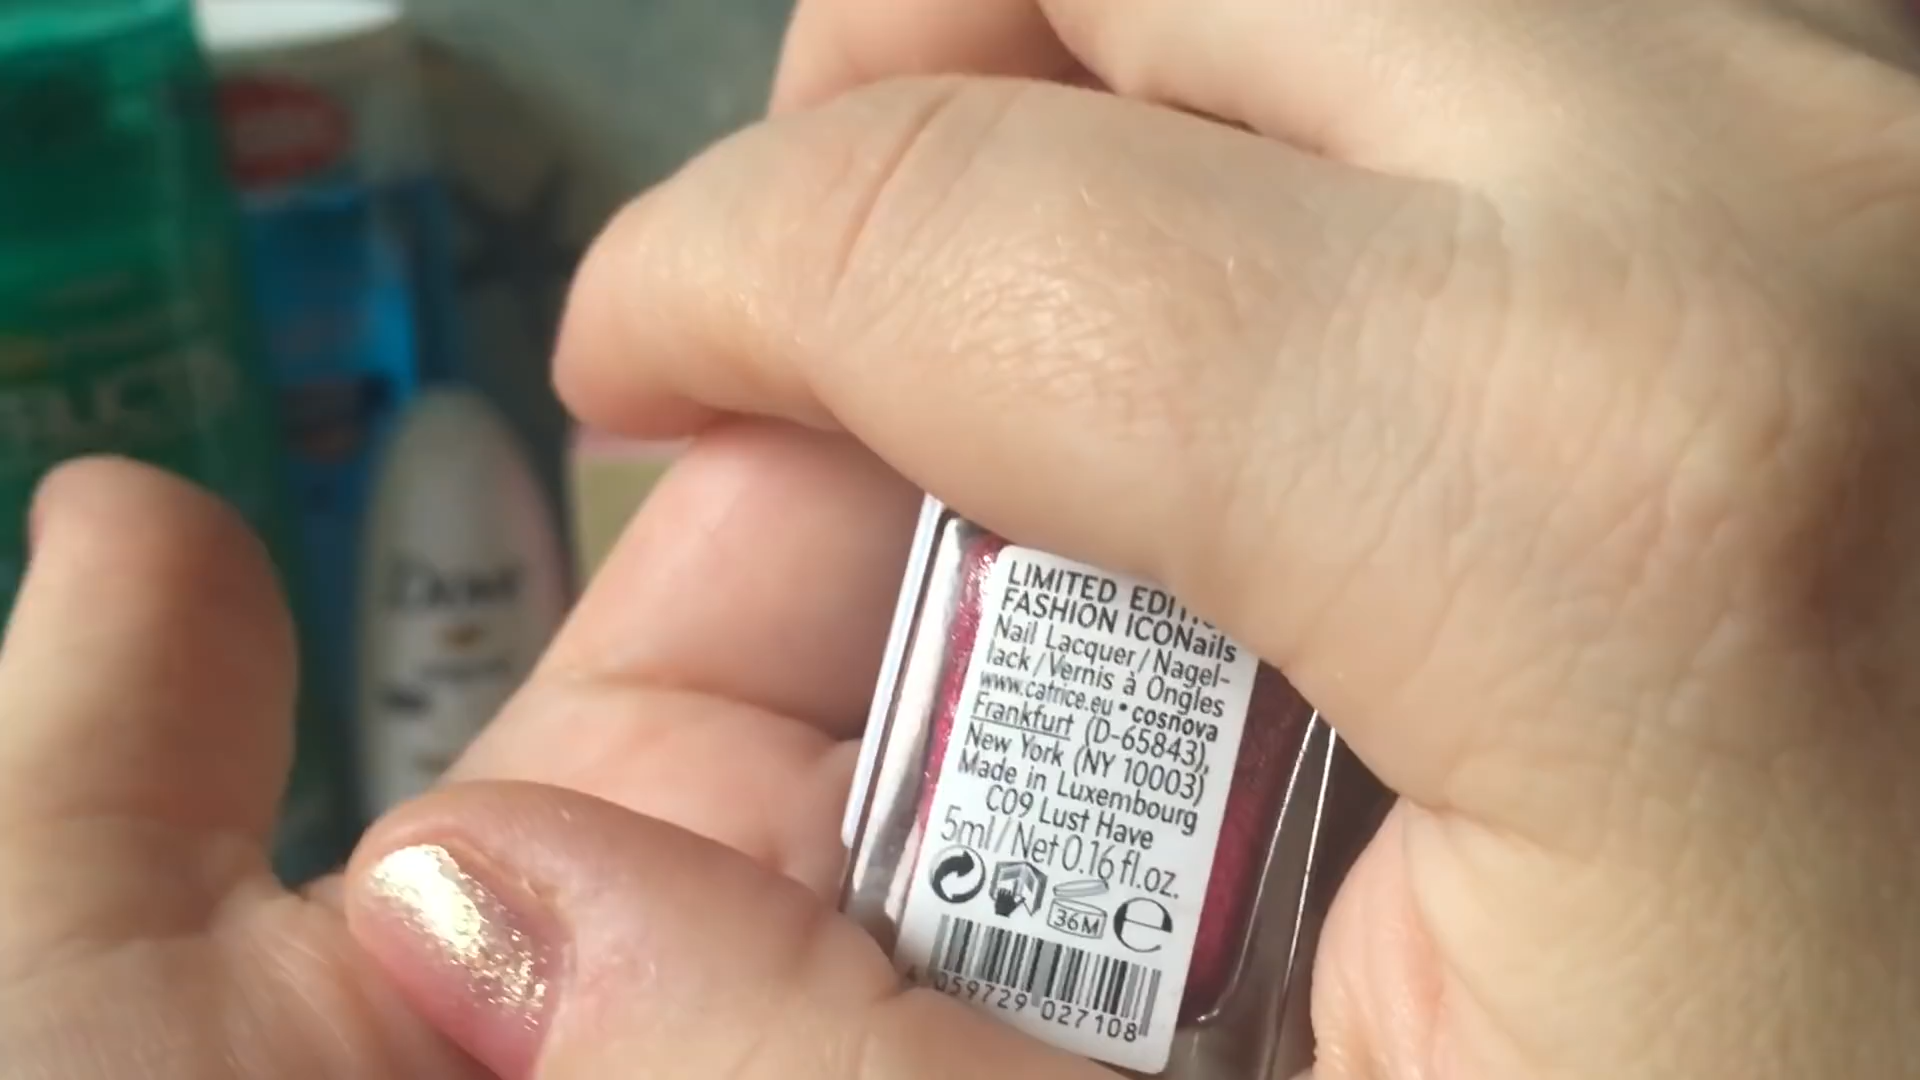 LIMITED
FASHION ICONails
Nail Lacquer/Nagel-
lack/Vernis à Ongles
www.catrice.eu • cosnova
Frankfurt (D-65843),
New York (NY 10003)
Made in Luxembourg
C09 Lust Have
5ml/Net 0.16 fl.oz.
36M e
059729 027108
Dove